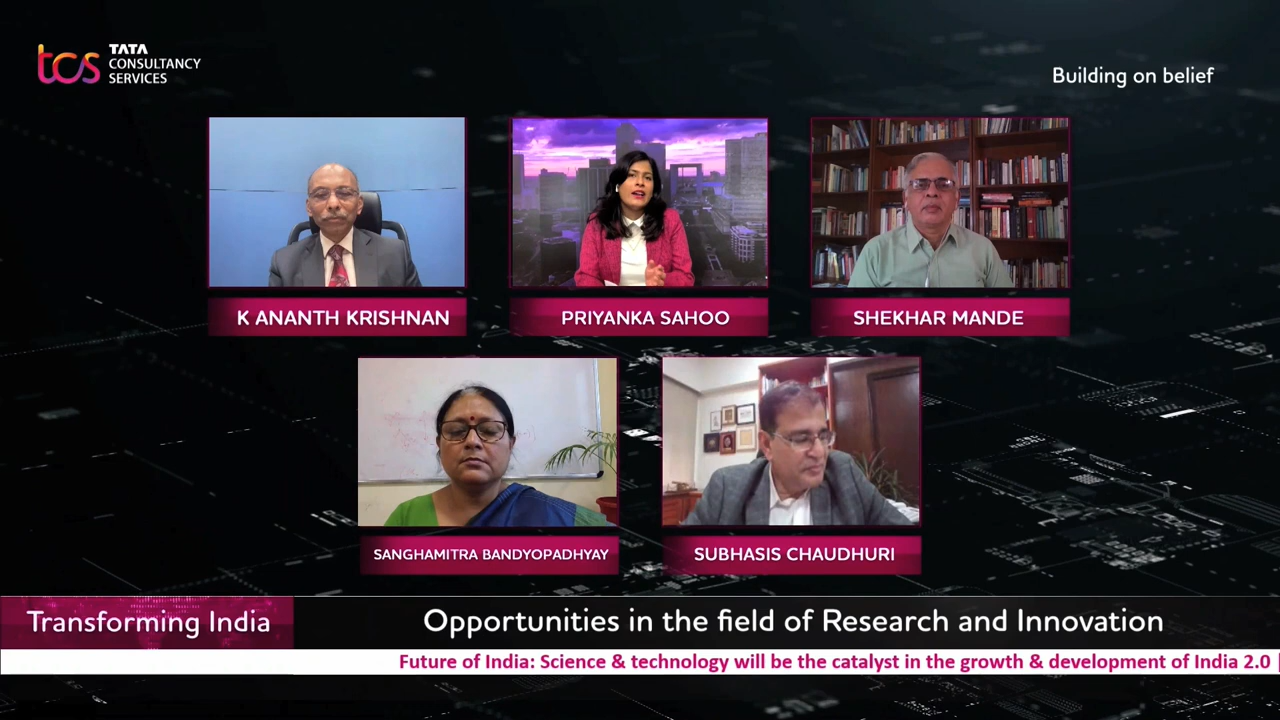 tcs TATA
CONSULTANCY
SERVICES
Building on belief
K ANANTH KRISHNAN
PRIYANKA SAHOO
SHEKHAR MANDE
SANGHAMITRA BANDYOPADHYAY
SUBHASIS CHAUDHURI
Transforming India
Opportunities in the field of Research and Innovation
Future of India: Science & technology will be the catalyst in the growth & development of India 2.0 |